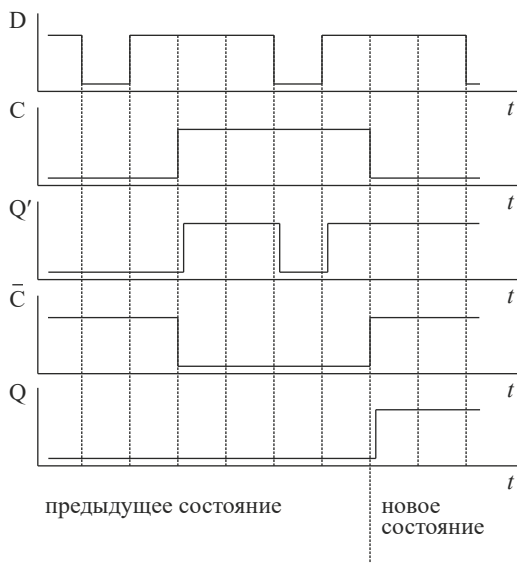 D
t
C
t
Q′
t
C̄
t
Q
t
предыдущее состояние
новое
состояние